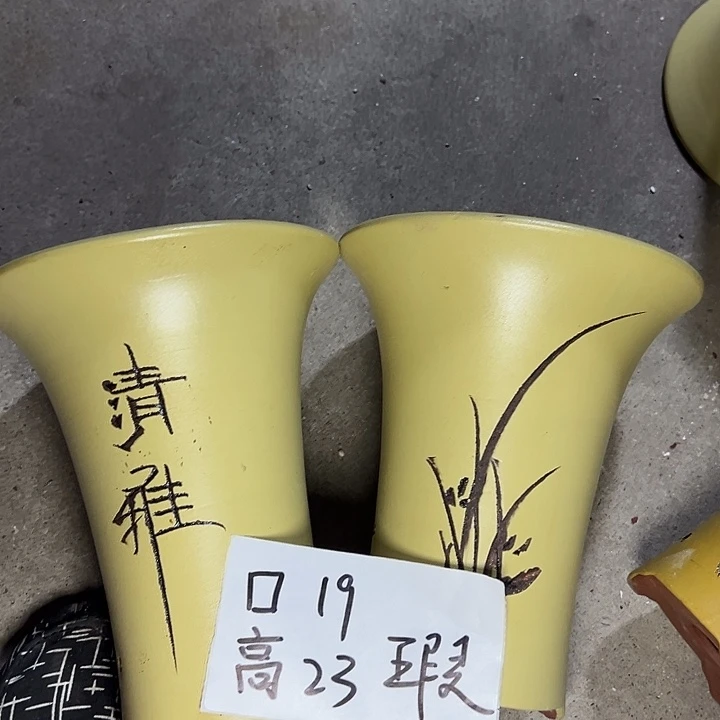 清雅
口 19
高 23 瑕